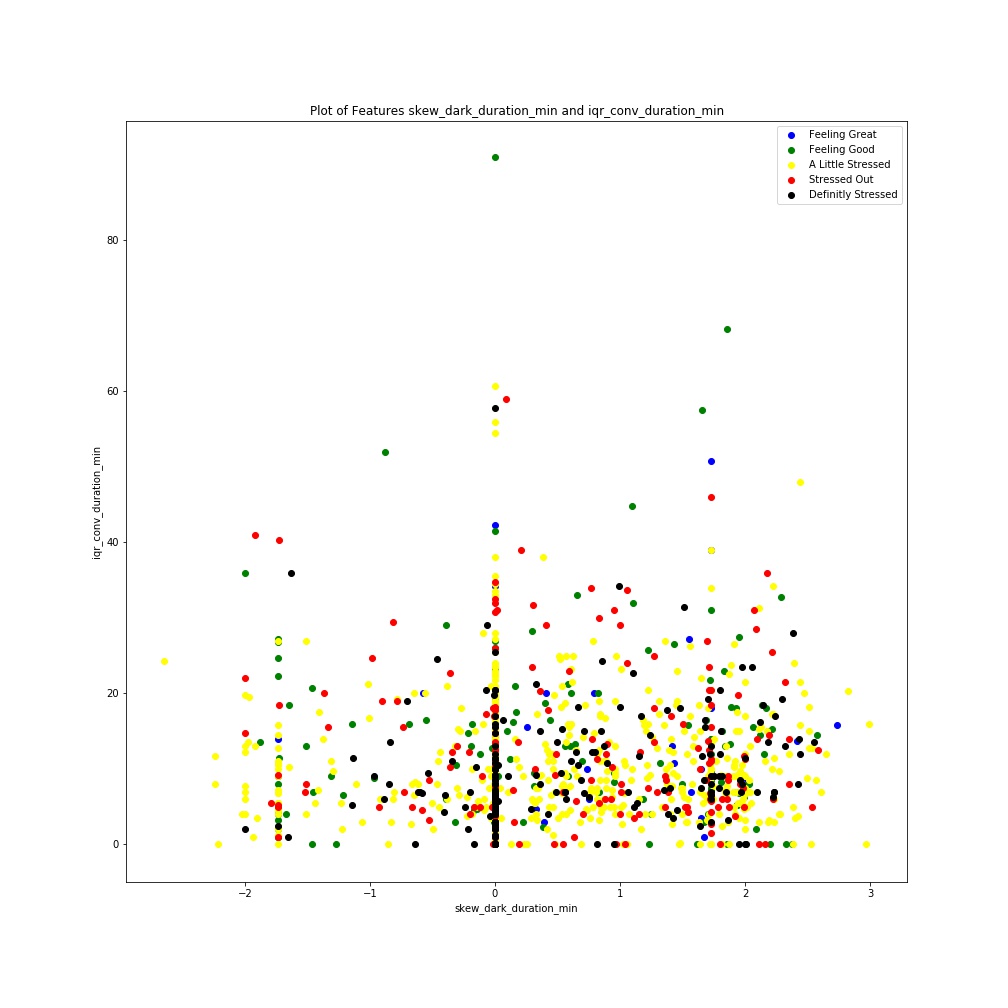 Plot of Features skew_dark_duration_min and iqr_conv_duration_min
Feeling Great
Feeling Good
A Little Stressed
Stressed Out
Definitly Stressed
iqr_conv_duration_min
80
60
40
20
0
−2
−1
0
1
2
3
skew_dark_duration_min